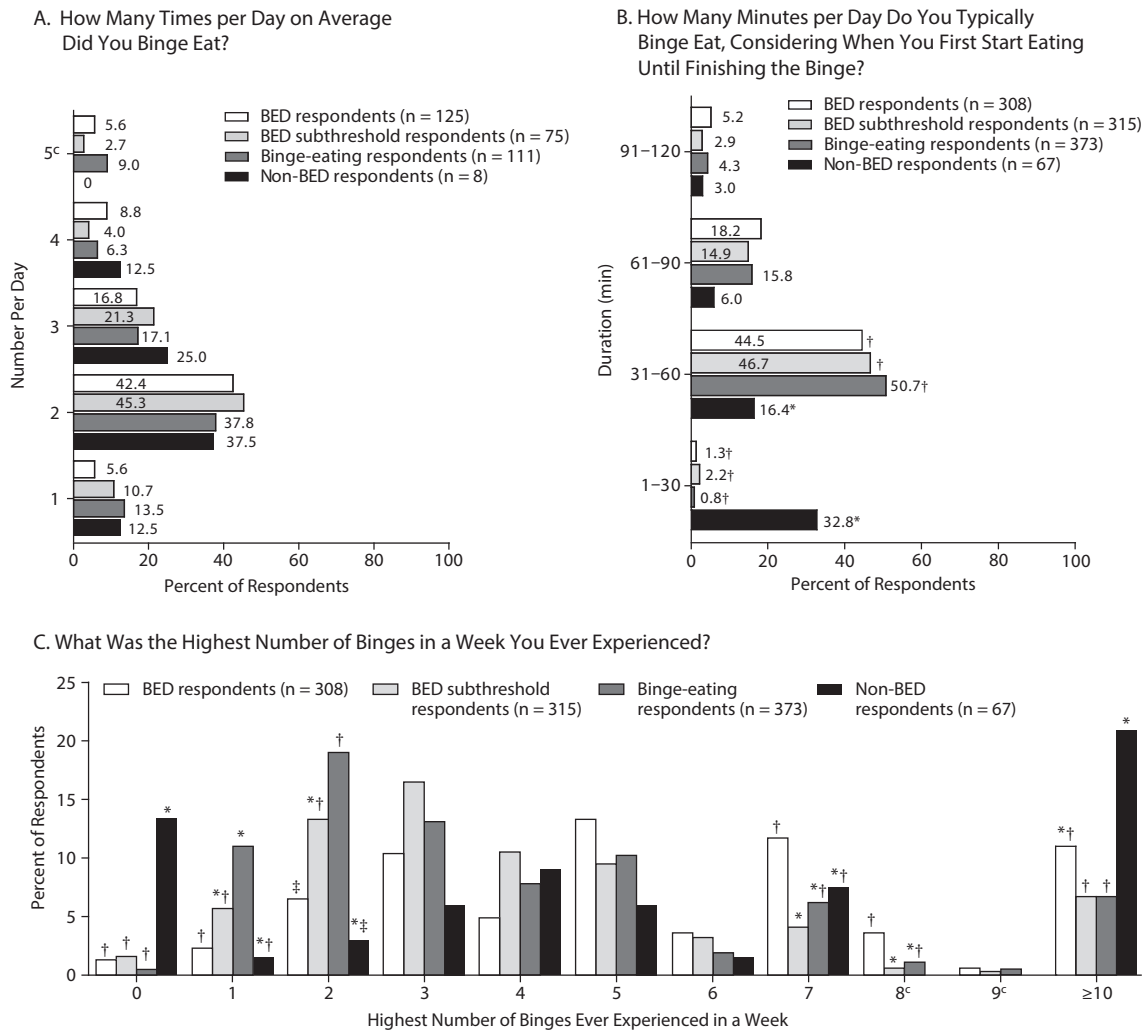 A. How Many Times per Day on Average
Did You Binge Eat?
BED respondents (n = 125)
BED subthreshold respondents (n = 75)
Binge-eating respondents (n = 111)
Non-BED respondents (n = 8)
Number Per Day
5ᶜ
5.6
2.7
9.0
0
4
8.8
4.0
6.3
12.5
3
16.8
21.3
17.1
25.0
2
42.4
45.3
37.8
37.5
1
5.6
10.7
13.5
12.5
0 20 40 60 80 100
Percent of Respondents
B. How Many Minutes per Day Do You Typically
Binge Eat, Considering When You First Start Eating
Until Finishing the Binge?
BED respondents (n = 308)
BED subthreshold respondents (n = 315)
Binge-eating respondents (n = 373)
Non-BED respondents (n = 67)
Duration (min)
91–120
5.2
2.9
4.3
3.0
61–90
18.2
14.9
15.8
6.0
31–60
44.5 †
46.7 †
50.7†
16.4*
1–30
1.3†
2.2†
0.8†
32.8*
0 20 40 60 80 100
Percent of Respondents
C. What Was the Highest Number of Binges in a Week You Ever Experienced?
BED respondents (n = 308)
BED subthreshold
respondents (n = 315)
Binge-eating
respondents (n = 373)
Non-BED
respondents (n = 67)
Percent of Respondents
25
20
15
10
5
0
† † † *
† *† * *†
‡ *† † *‡
† * *† *†
† * *†
*† † † *
0 1 2 3 4 5 6 7 8ᶜ 9ᶜ ≥10
Highest Number of Binges Ever Experienced in a Week